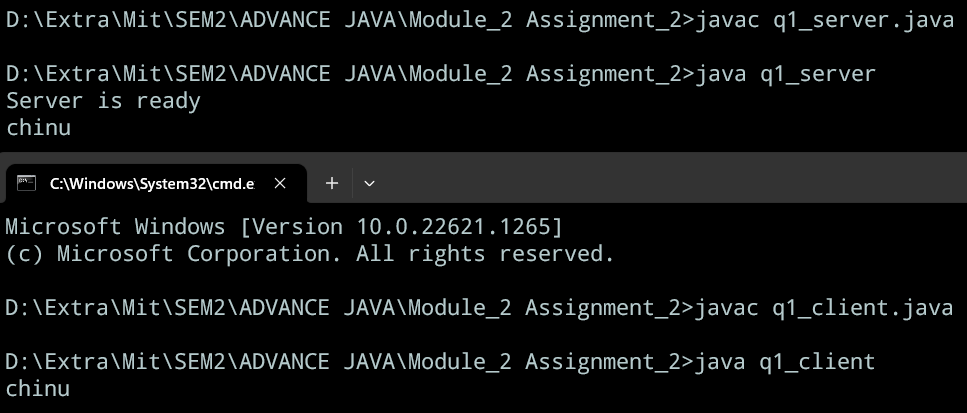 D:\Extra\Mit\SEM2\ADVANCE JAVA\Module_2 Assignment_2>javac q1_server.java
D:\Extra\Mit\SEM2\ADVANCE JAVA\Module_2 Assignment_2>java q1_server
Server is ready
chinu
C:\Windows\System32\cmd.e
Microsoft Windows [Version 10.0.22621.1265]
(c) Microsoft Corporation. All rights reserved.
D:\Extra\Mit\SEM2\ADVANCE JAVA\Module_2 Assignment_2>javac q1_client.java
D:\Extra\Mit\SEM2\ADVANCE JAVA\Module_2 Assignment_2>java q1_client
chinu